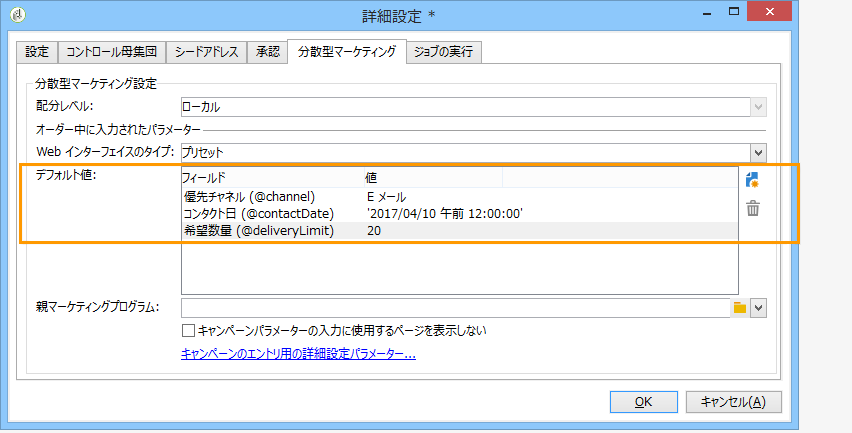 詳細設定 *
設定 コントロール母集団 シードアドレス 承認 分散型マーケティング ジョブの実行
分散型マーケティング設定
配分レベル: ローカル
オーダー中に入力されたパラメーター
Web インターフェイスのタイプ: プリセット
デフォルト値: フィールド 値
優先チャネル (@channel) E メール
コンタクト日 (@contactDate) '2017/04/10 午前 12:00:00'
希望数量 (@deliveryLimit) 20
親マーケティングプログラム:
キャンペーンパラメーターの入力に使用するページを表示しない
キャンペーンのエントリ用の詳細設定パラメーター...
OK キャンセル(A)